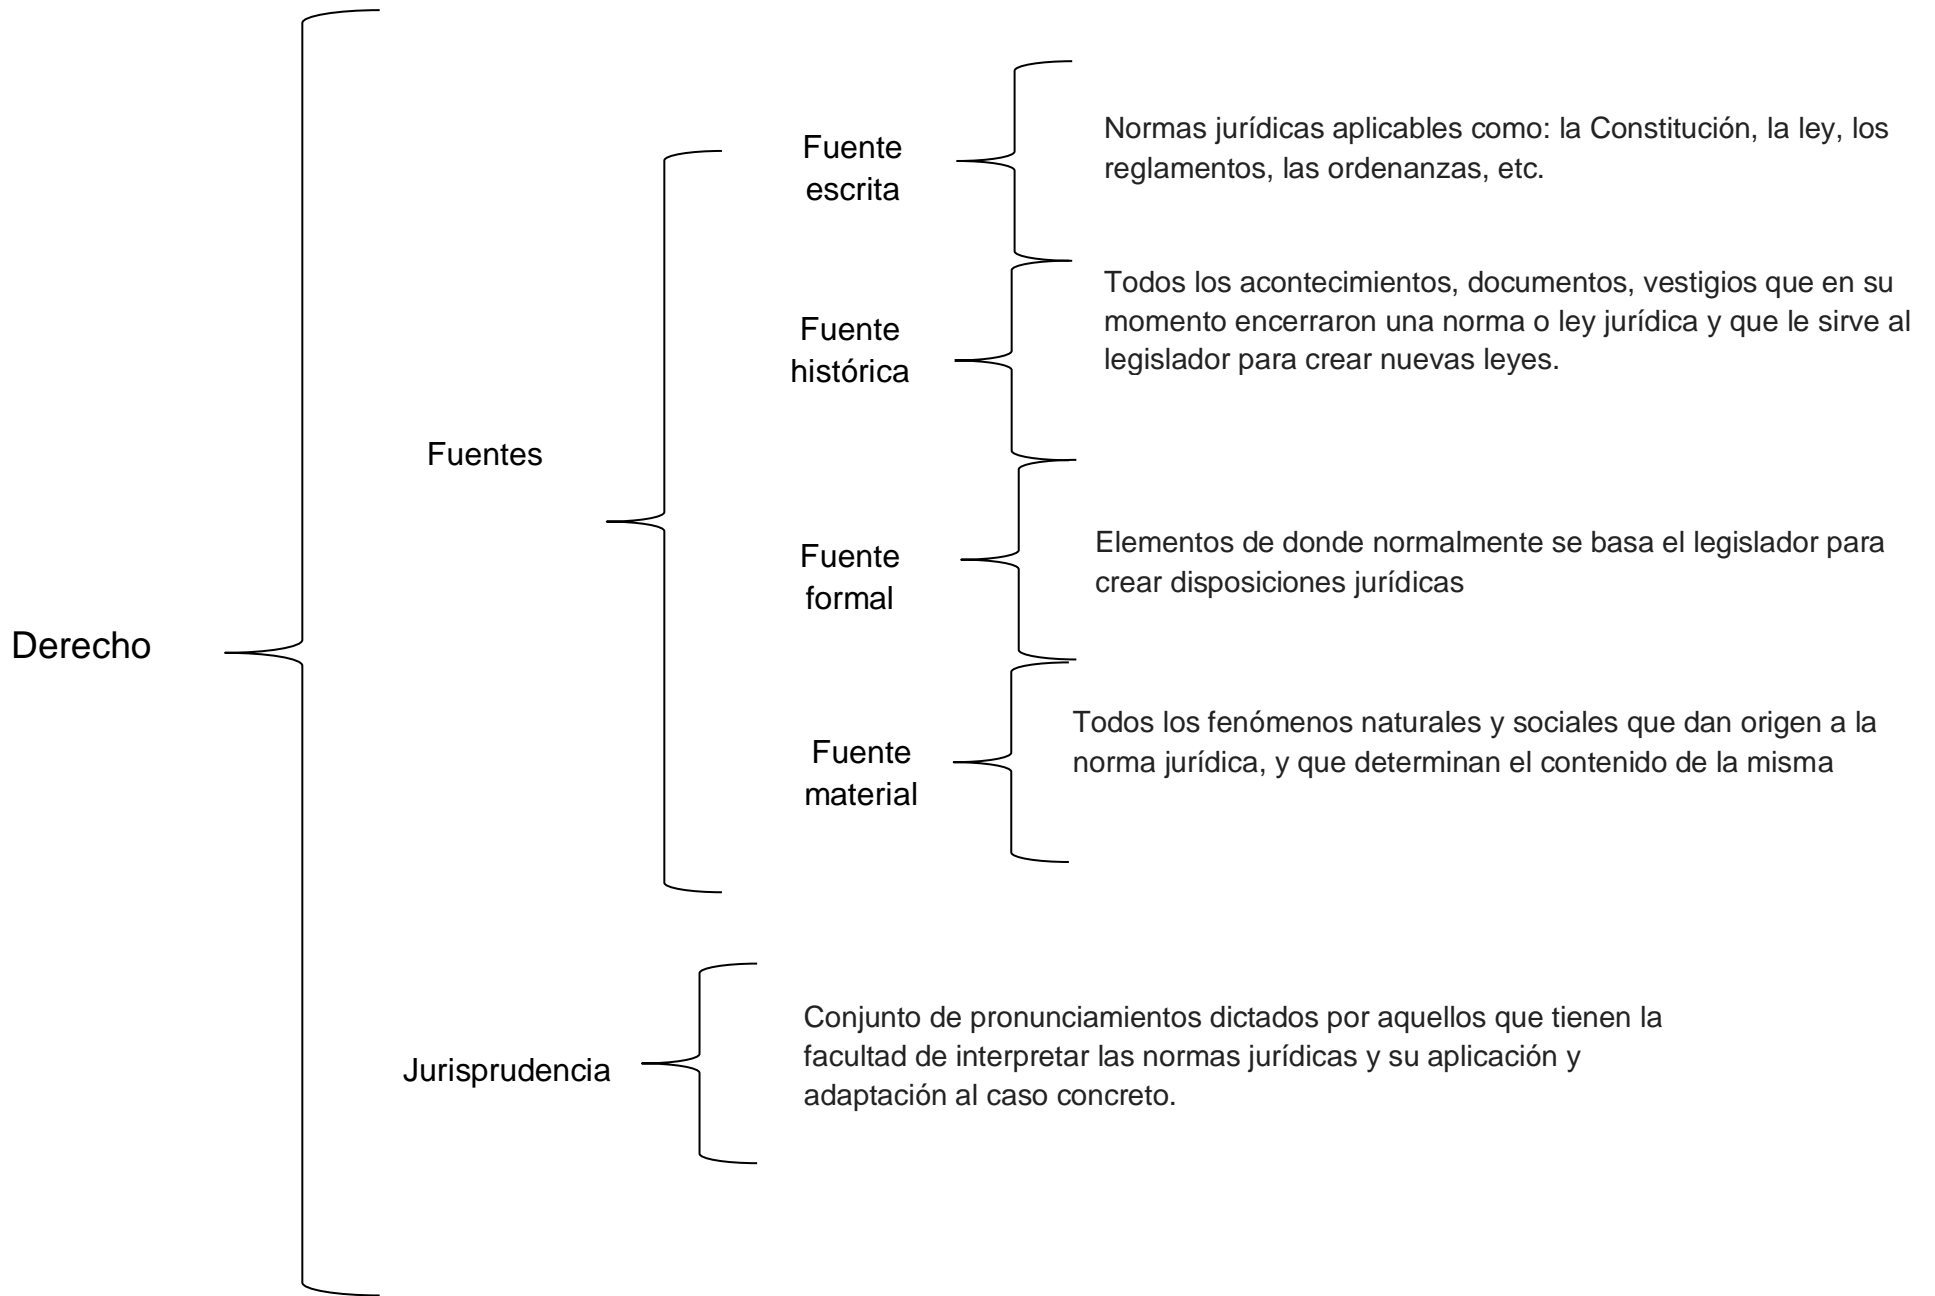 Derecho
Fuentes
Fuente
escrita
Normas jurídicas aplicables como: la Constitución, la ley, los
reglamentos, las ordenanzas, etc.
Fuente
histórica
Todos los acontecimientos, documentos, vestigios que en su
momento encerraron una norma o ley jurídica y que le sirve al
legislador para crear nuevas leyes.
Fuente
formal
Elementos de donde normalmente se basa el legislador para
crear disposiciones jurídicas
Fuente
material
Todos los fenómenos naturales y sociales que dan origen a la
norma jurídica, y que determinan el contenido de la misma
Jurisprudencia
Conjunto de pronunciamientos dictados por aquellos que tienen la
facultad de interpretar las normas jurídicas y su aplicación y
adaptación al caso concreto.